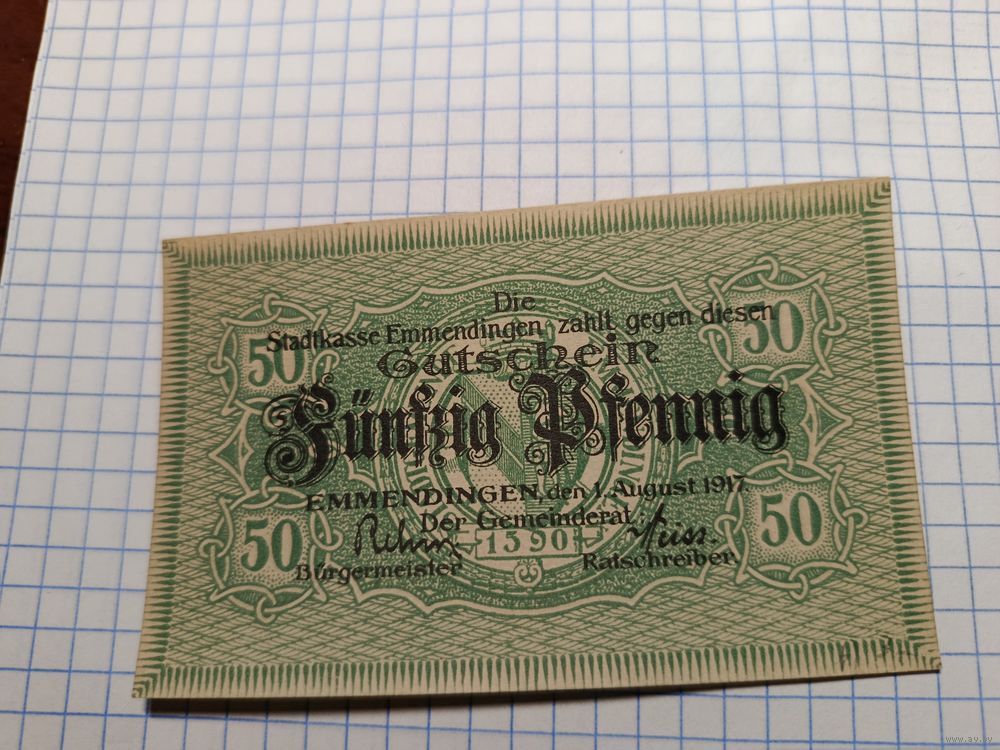 Die
Stadtkasse Emmendingen zahlt gegen diesen
Gutschein
50 50
Fünfzig Pfennig
EMMENDINGEN, den 1. August 1917
Der Gemeinderat
50 1590 50
Rehm
Bürgermeister Ratschreiber.